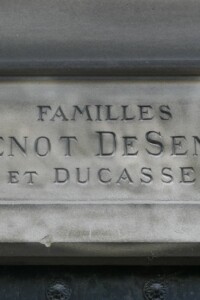 FAMILLES
ENOT DESEN
ET DUCASSE